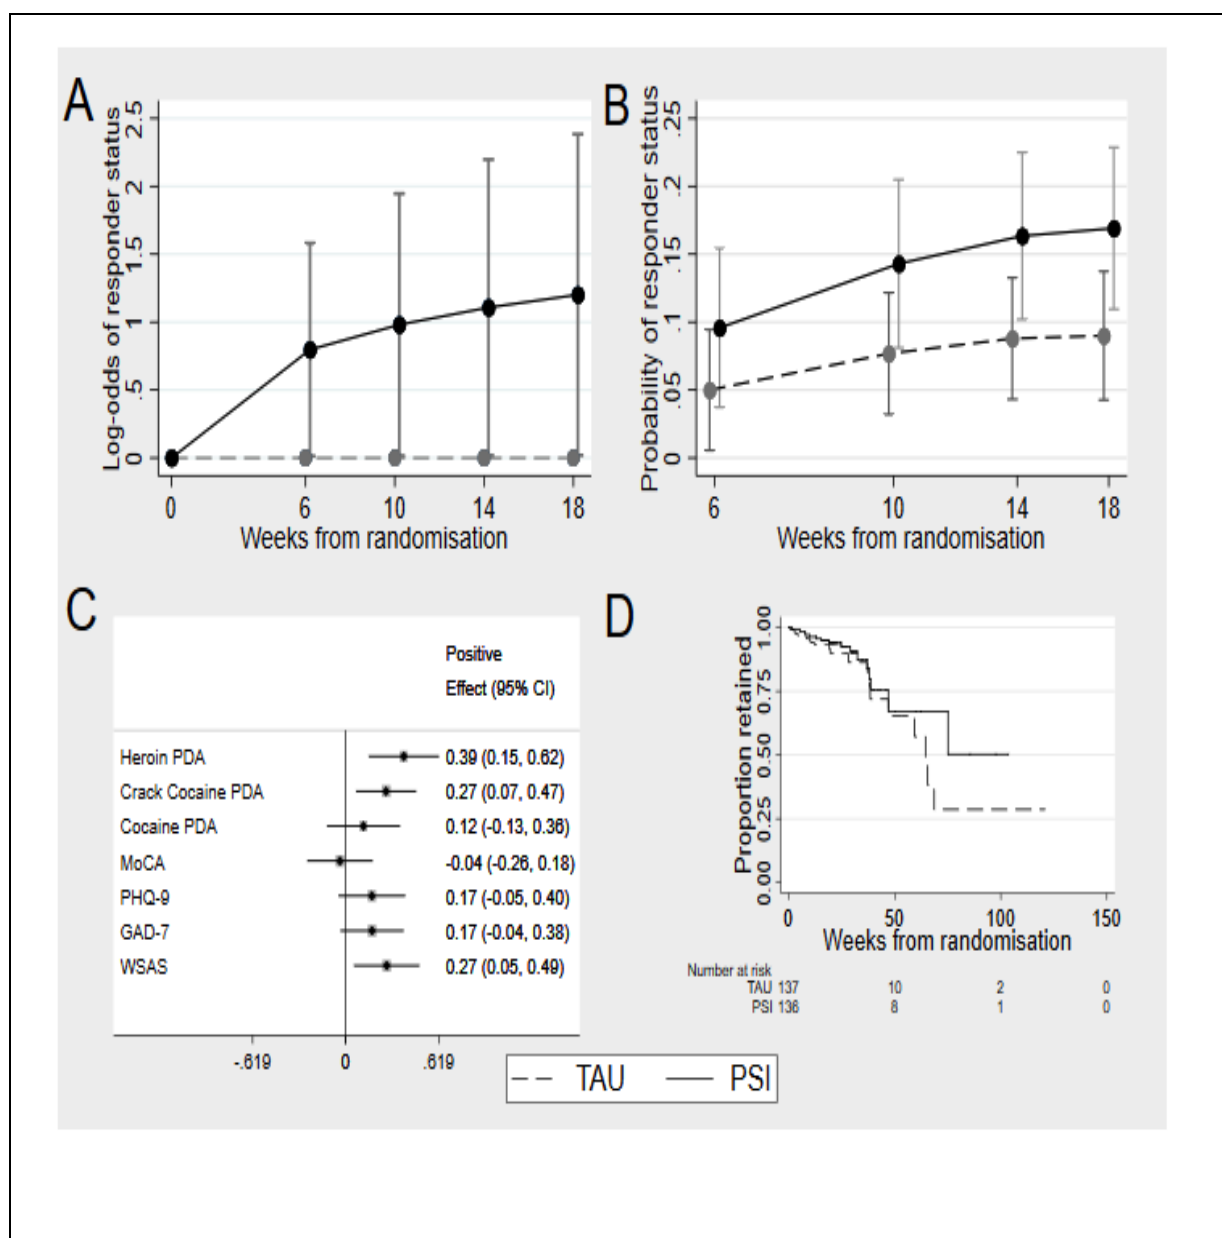 A
Log-odds of responder status
0 .5 1 1.5 2 2.5
0 6 10 14 18
Weeks from randomisation
B
Probability of responder status
0 .05 .1 .15 .2 .25
6 10 14 18
Weeks from randomisation
C
Positive
Effect (95% CI)
Heroin PDA 0.39 (0.15, 0.62)
Crack Cocaine PDA 0.27 (0.07, 0.47)
Cocaine PDA 0.12 (-0.13, 0.36)
MoCA -0.04 (-0.26, 0.18)
PHQ-9 0.17 (-0.05, 0.40)
GAD-7 0.17 (-0.04, 0.38)
WSAS 0.27 (0.05, 0.49)
-.619 0 .619
D
Proportion retained
0.00 0.25 0.50 0.75 1.00
0 50 100 150
Weeks from randomisation
Number at risk
TAU 137 10 2 0
PSI 136 8 1 0
TAU PSI